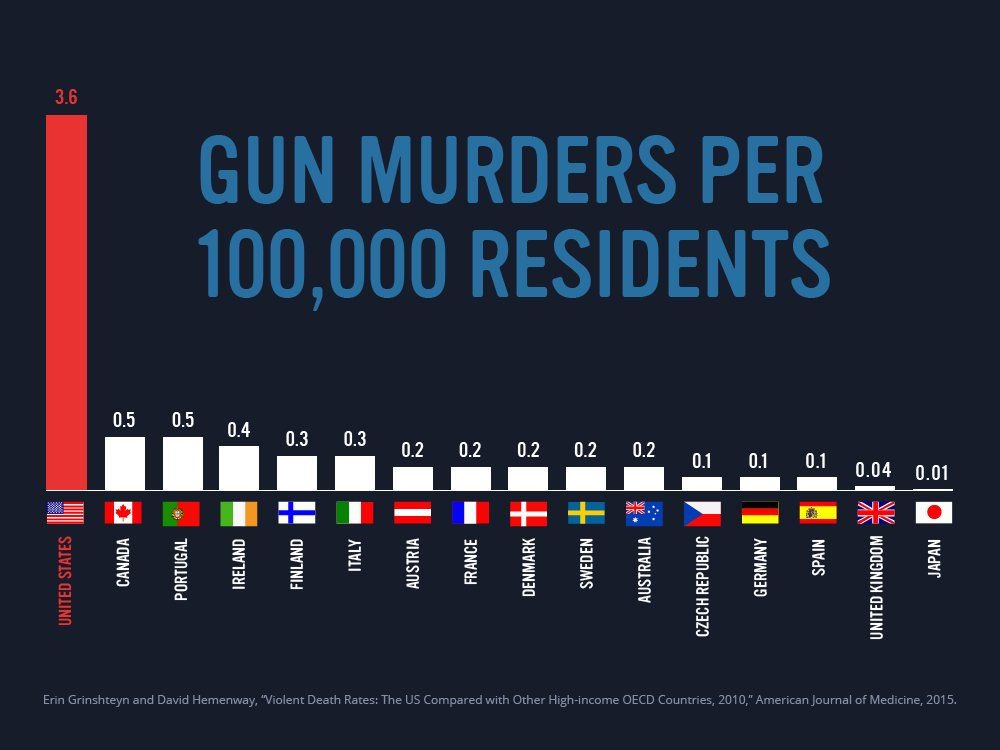 3.6
GUN MURDERS PER
100,000 RESIDENTS
0.5
0.5
0.4
0.3
0.3
0.2
0.2
0.2
0.2
0.2
0.1
0.1
0.1
0.04
0.01
UNITED STATES
CANADA
PORTUGAL
IRELAND
FINLAND
ITALY
AUSTRIA
FRANCE
DENMARK
SWEDEN
AUSTRALIA
CZECH REPUBLIC
GERMANY
SPAIN
UNITED KINGDOM
JAPAN
Erin Grinshteyn and David Hemenway, “Violent Death Rates: The US Compared with Other High-income OECD Countries, 2010,” American Journal of Medicine, 2015.